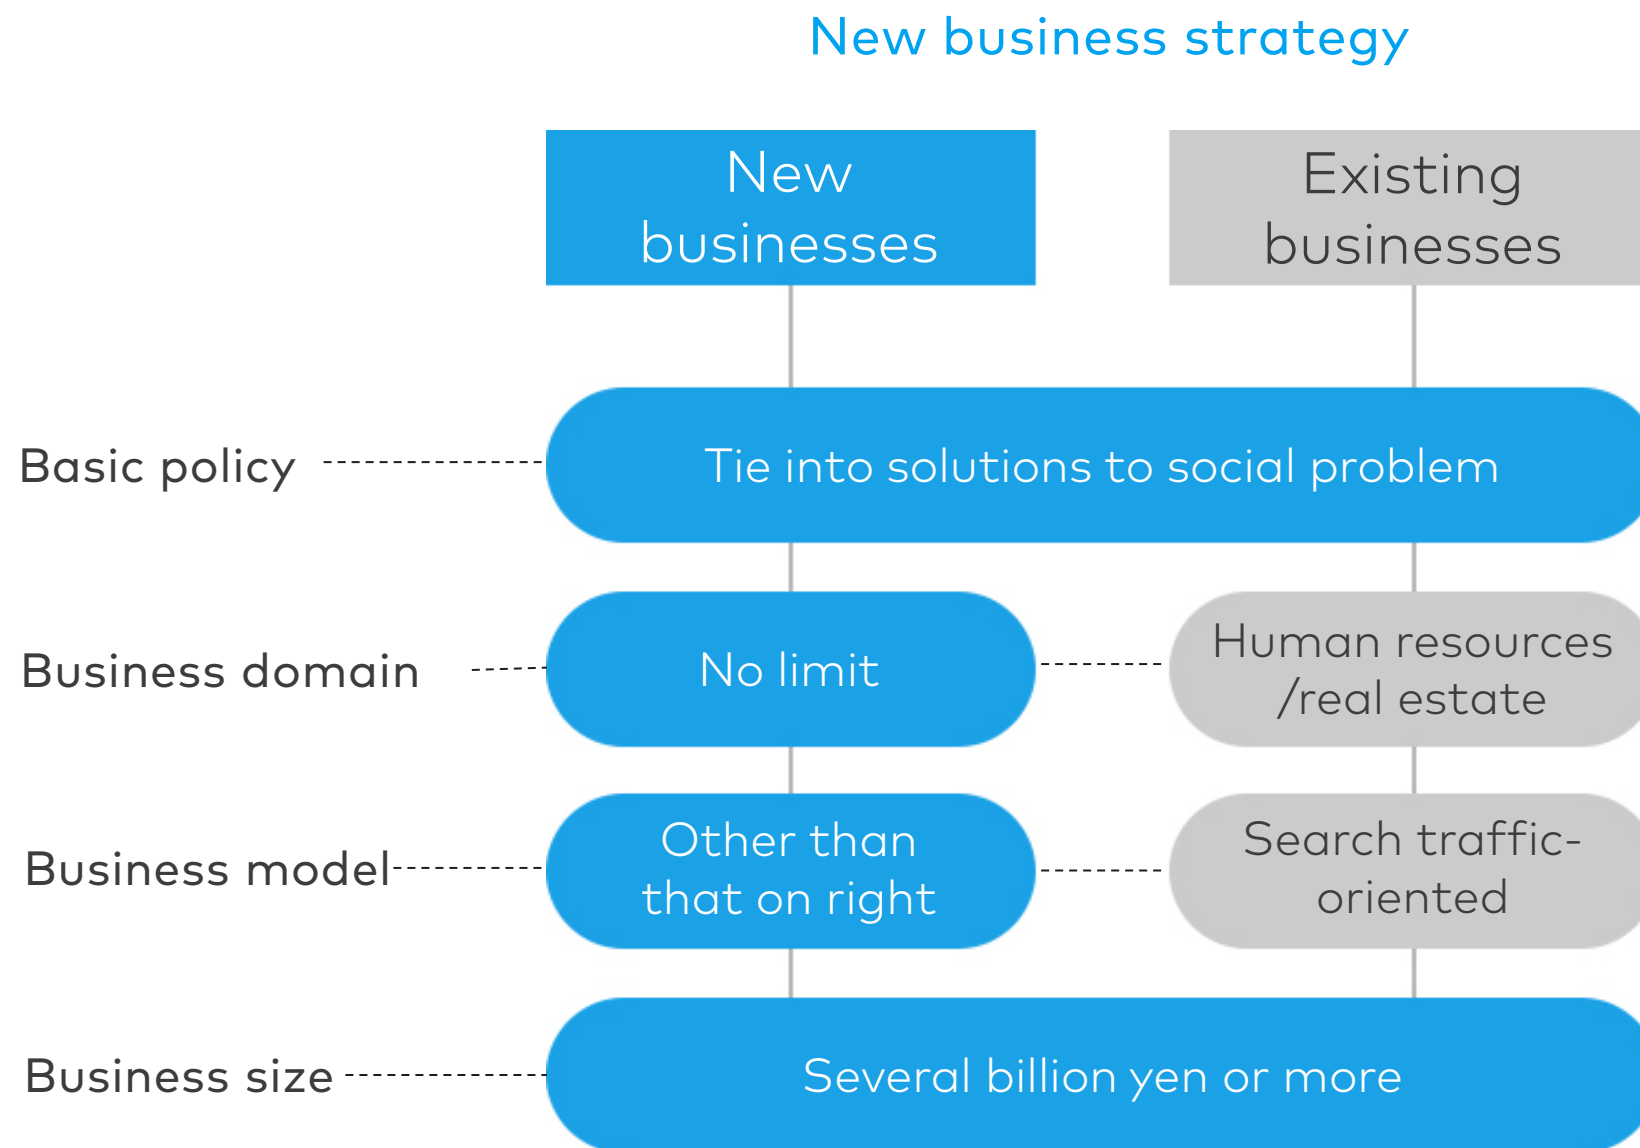 New business strategy
New
businesses
Existing
businesses
Basic policy
Tie into solutions to social problem
Business domain
No limit
Human resources
/real estate
Business model
Other than
that on right
Search traffic-
oriented
Business size
Several billion yen or more